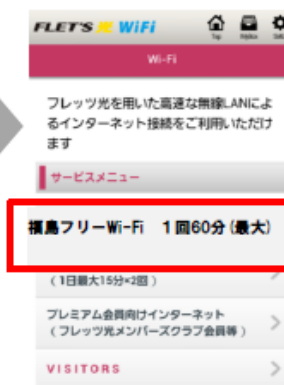 FLET'S WiFi
Top
Wi-Fi
フレッツ光を用いた高速な無線LANによ
るインターネット接続をご利用いただけ
ます
サービスメニュー
福島フリーWi-Fi 1回60分(最大)
(1日最大15分×2回)
プレミアム会員向けインターネット
(フレッツ光メンバーズクラブ会員等)
VISITORS